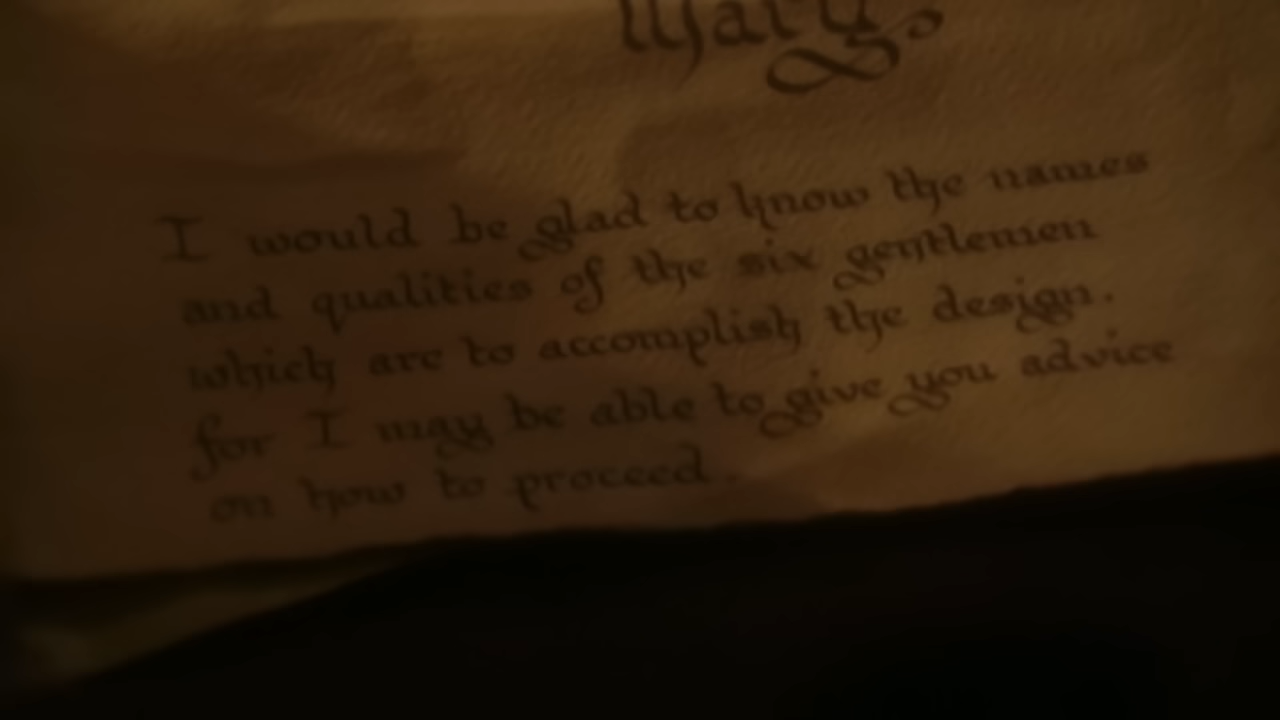 Mary
I would be glad to know the names
and qualities of the six gentlemen
which are to accomplish the design.
for I may be able to give you advice
on how to proceed.